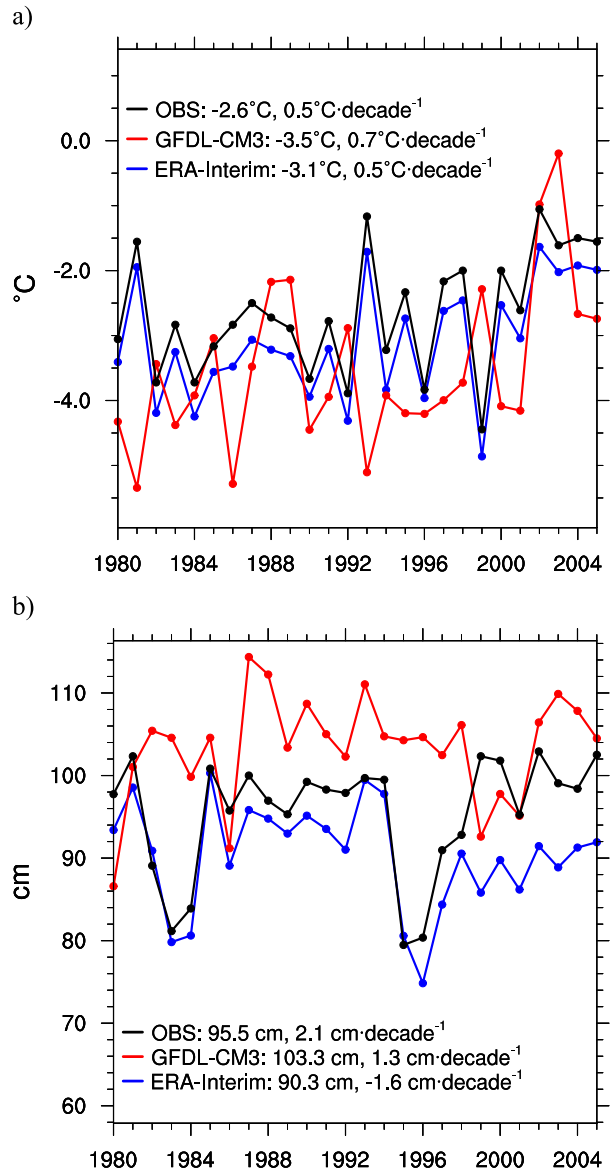 a)
OBS: -2.6°C, 0.5°C·decade⁻¹
GFDL-CM3: -3.5°C, 0.7°C·decade⁻¹
ERA-Interim: -3.1°C, 0.5°C·decade⁻¹
0.0
-2.0
-4.0
°C
1980 1984 1988 1992 1996 2000 2004
b)
110
100
90
80
70
60
cm
OBS: 95.5 cm, 2.1 cm·decade⁻¹
GFDL-CM3: 103.3 cm, 1.3 cm·decade⁻¹
ERA-Interim: 90.3 cm, -1.6 cm·decade⁻¹
1980 1984 1988 1992 1996 2000 2004